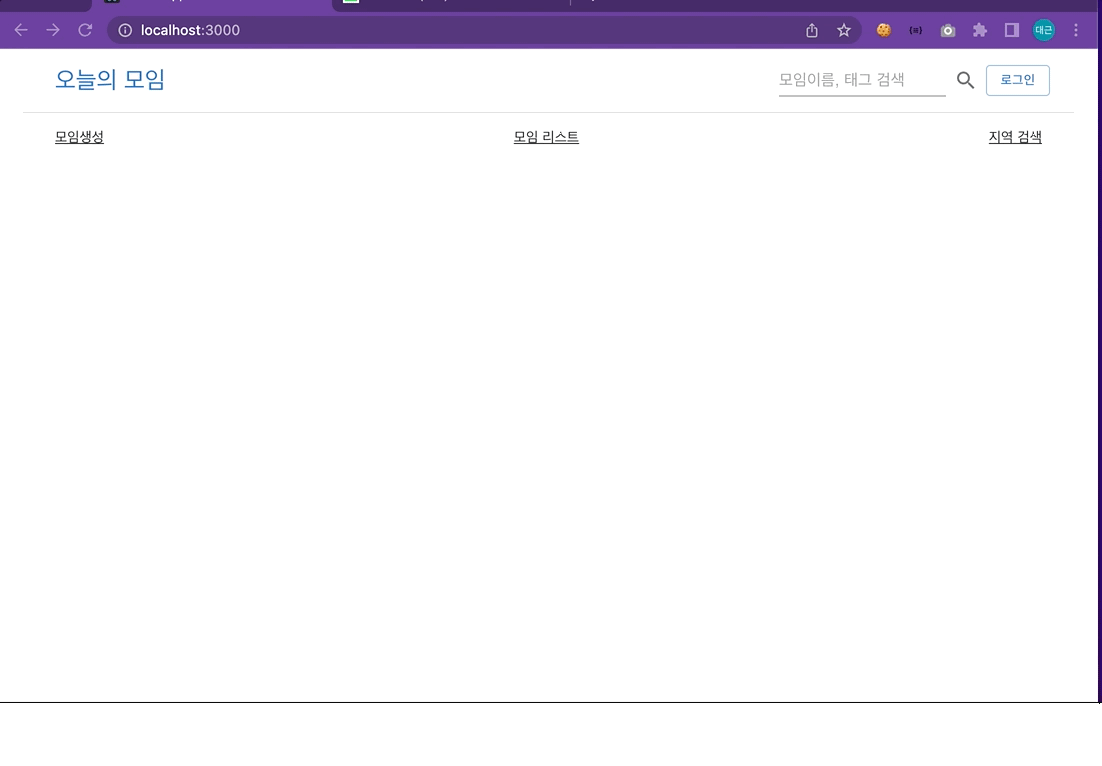 localhost:3000
대근
오늘의 모임
모임이름, 태그 검색
로그인
모임생성
모임 리스트
지역 검색